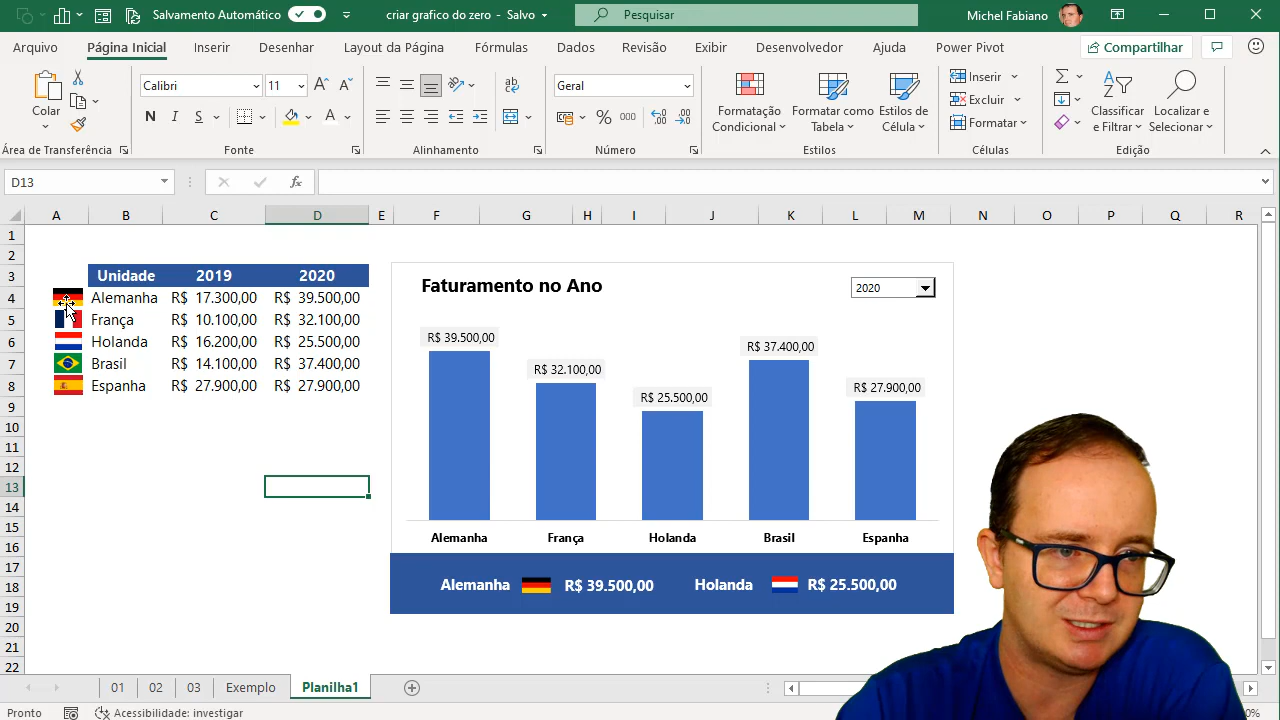 Salvamento Automático
criar grafico do zero - Salvo
Pesquisar
Michel Fabiano
Arquivo Página Inicial Inserir Desenhar Layout da Página Fórmulas Dados Revisão Exibir Desenvolvedor Ajuda Power Pivot Compartilhar
Colar
Calibri 11
N I S
A
ab
Geral
% 000
Formatação Condicional
Formatar como Tabela
Estilos de Célula
Inserir
Excluir
Formatar
Classificar e Filtrar
Localizar e Selecionar
Área de Transferência Fonte Alinhamento Número Estilos Células Edição
D13 fx
A B C D E F G H I J K L M N O P Q R
1
2
3 Unidade 2019 2020
4 Alemanha R$ 17.300,00 R$ 39.500,00
5 França R$ 10.100,00 R$ 32.100,00
6 Holanda R$ 16.200,00 R$ 25.500,00
7 Brasil R$ 14.100,00 R$ 37.400,00
8 Espanha R$ 27.900,00 R$ 27.900,00
9
10
11
12
13
14
15
16
17
18
19
20
21
22
Faturamento no Ano
2020
R$ 39.500,00
R$ 32.100,00
R$ 25.500,00
R$ 37.400,00
R$ 27.900,00
Alemanha França Holanda Brasil Espanha
Alemanha R$ 39.500,00 Holanda R$ 25.500,00
01 02 03 Exemplo Planilha1
Pronto Acessibilidade: investigar